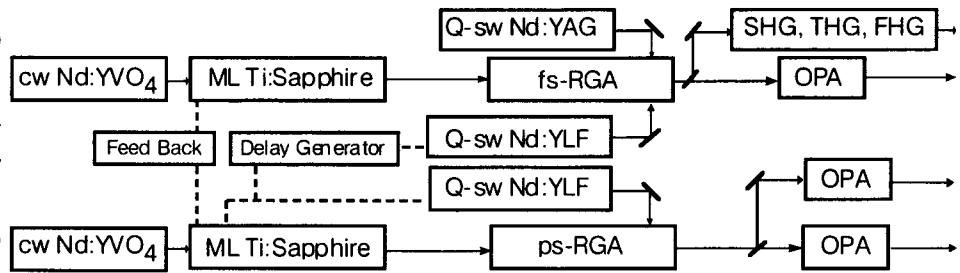 Q-sw Nd:YAG
SHG, THG, FHG
cw Nd:YVO4
ML Ti:Sapphire
fs-RGA
OPA
Feed Back
Delay Generator
Q-sw Nd:YLF
Q-sw Nd:YLF
OPA
cw Nd:YVO4
ML Ti:Sapphire
ps-RGA
OPA